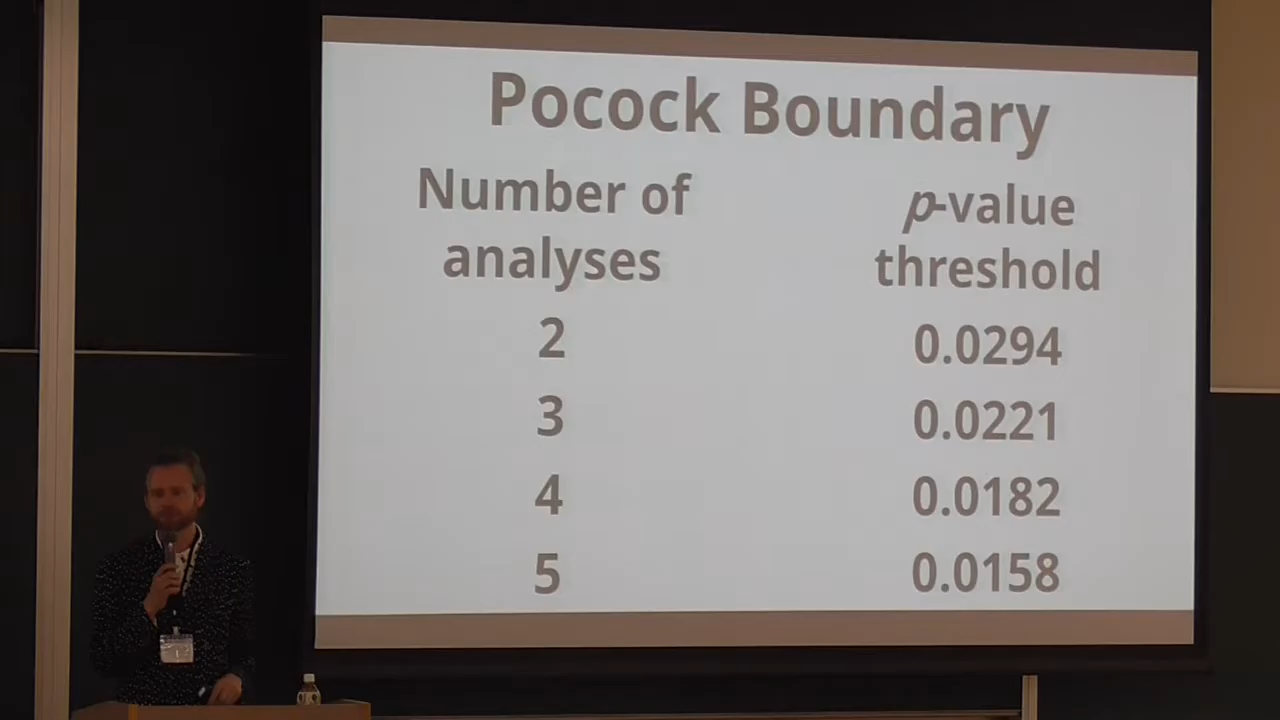 Pocock Boundary
Number of analyses
p-value threshold
2 0.0294
3 0.0221
4 0.0182
5 0.0158